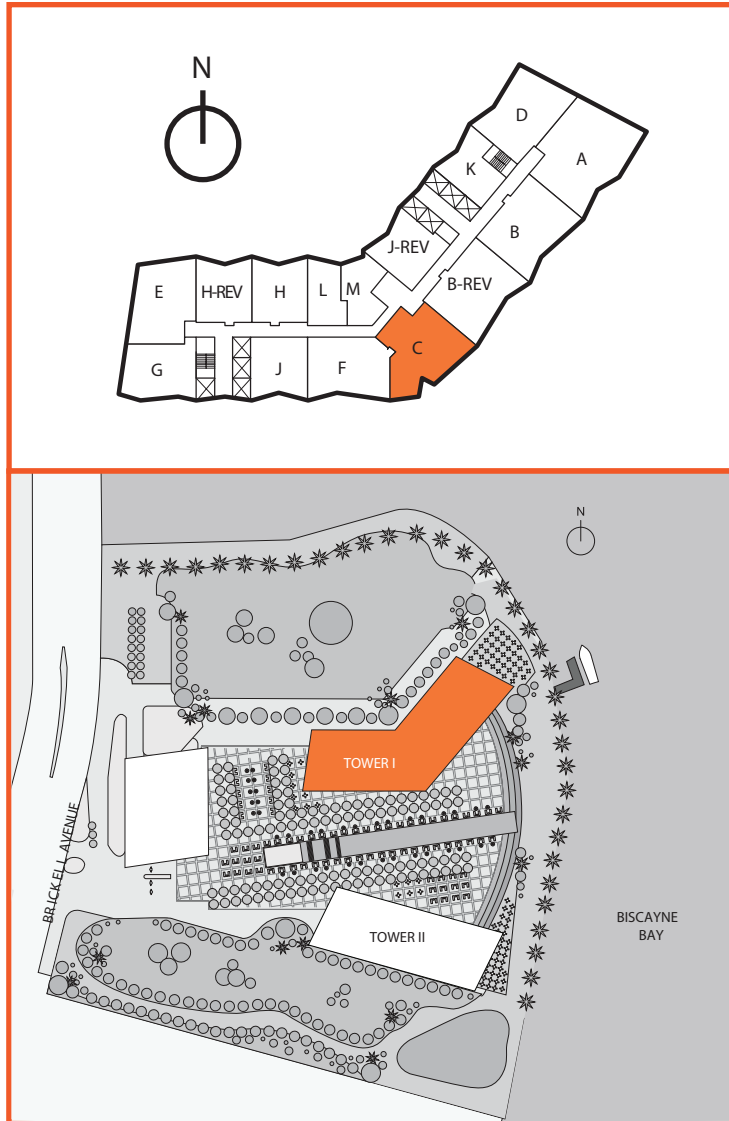 N
D
A
K
B
J-REV
B-REV
E
H-REV
H
L
M
C
G
J
F
N
TOWER I
BRICKELL AVENUE
TOWER II
BISCAYNE
BAY